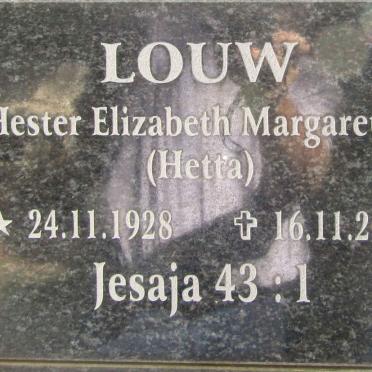 LOUW
Hester Elizabeth Margaret
(Hetta)
24.11.1928 16.11.2
Jesaja 43 : 1